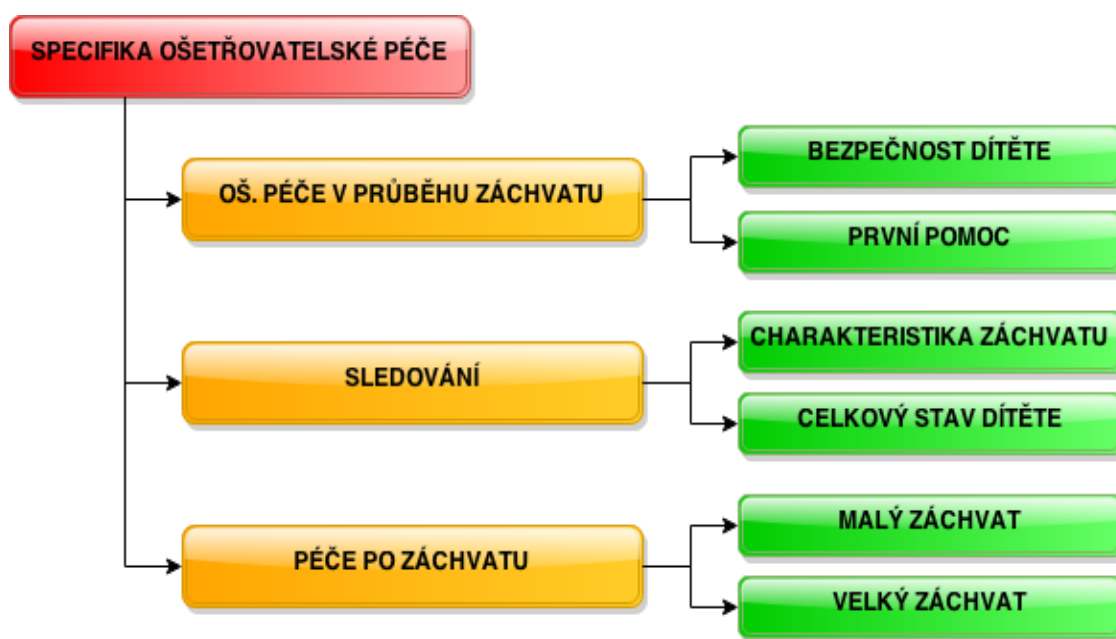 SPECIFIKA OŠETŘOVATELSKÉ PÉČE
OŠ. PÉČE V PRŮBĚHU ZÁCHVATU
BEZPEČNOST DÍTĚTE
PRVNÍ POMOC
SLEDOVÁNÍ
CHARAKTERISTIKA ZÁCHVATU
CELKOVÝ STAV DÍTĚTE
PÉČE PO ZÁCHVATU
MALÝ ZÁCHVAT
VELKÝ ZÁCHVAT